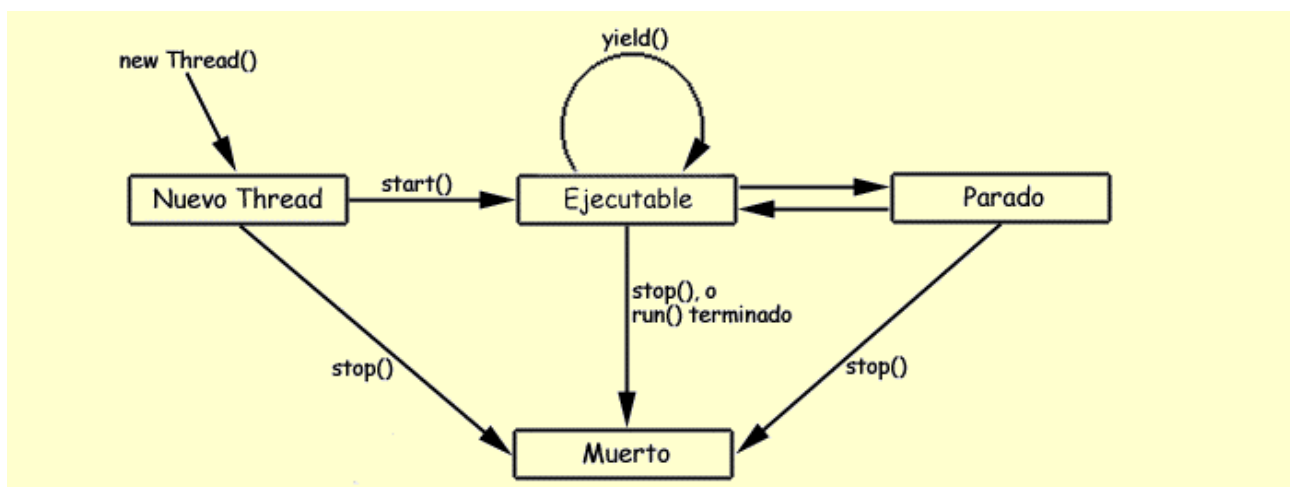 yield()
new Thread()
Nuevo Thread
start()
Ejecutable
Parado
stop(), o
run() terminado
stop()
stop()
Muerto